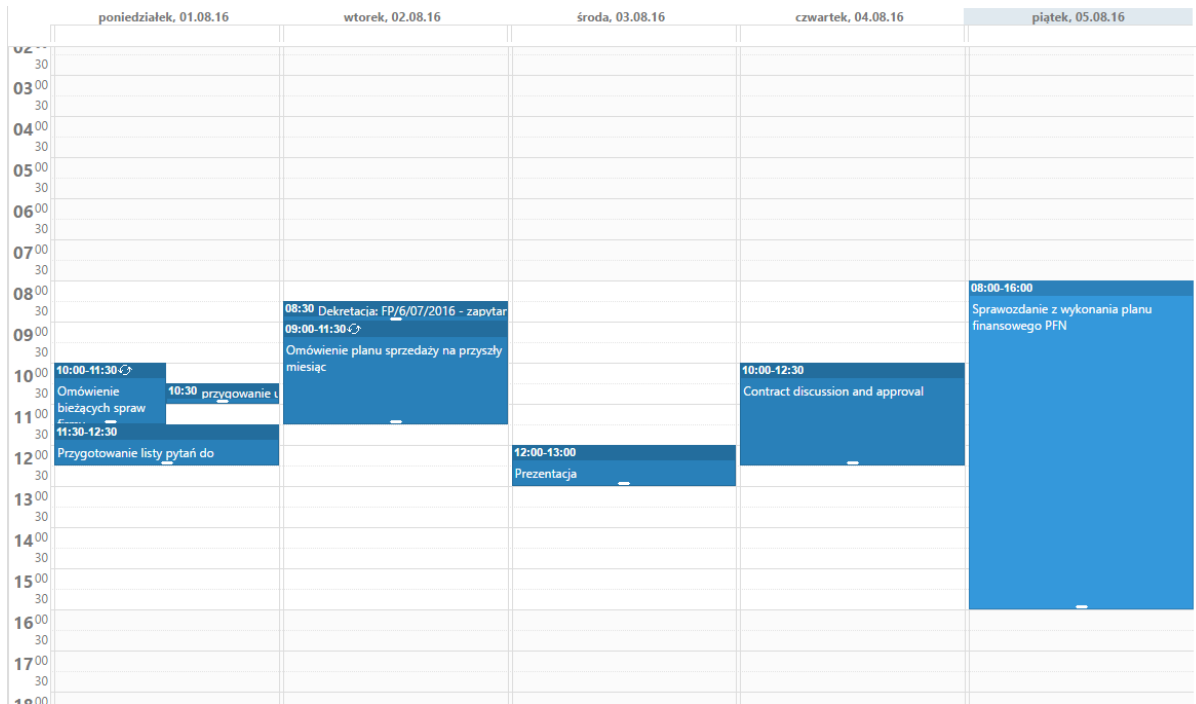 poniedziałek, 01.08.16
wtorek, 02.08.16
środa, 03.08.16
czwartek, 04.08.16
piątek, 05.08.16
30
03 00
30
04 00
30
05 00
30
06 00
30
07 00
30
08 00
30
09 00
30
10 00
30
11 00
30
12 00
30
13 00
30
14 00
30
15 00
30
16 00
30
17 00
30
10:00-11:30
Omówienie
bieżących spraw
10:30 przygowanie
11:30-12:30
Przygotowanie listy pytań do
08:30 Dekretacja: FP/6/07/2016 - zapytar
09:00-11:30
Omówienie planu sprzedaży na przyszły
miesiąc
12:00-13:00
Prezentacja
10:00-12:30
Contract discussion and approval
08:00-16:00
Sprawozdanie z wykonania planu
finansowego PFN